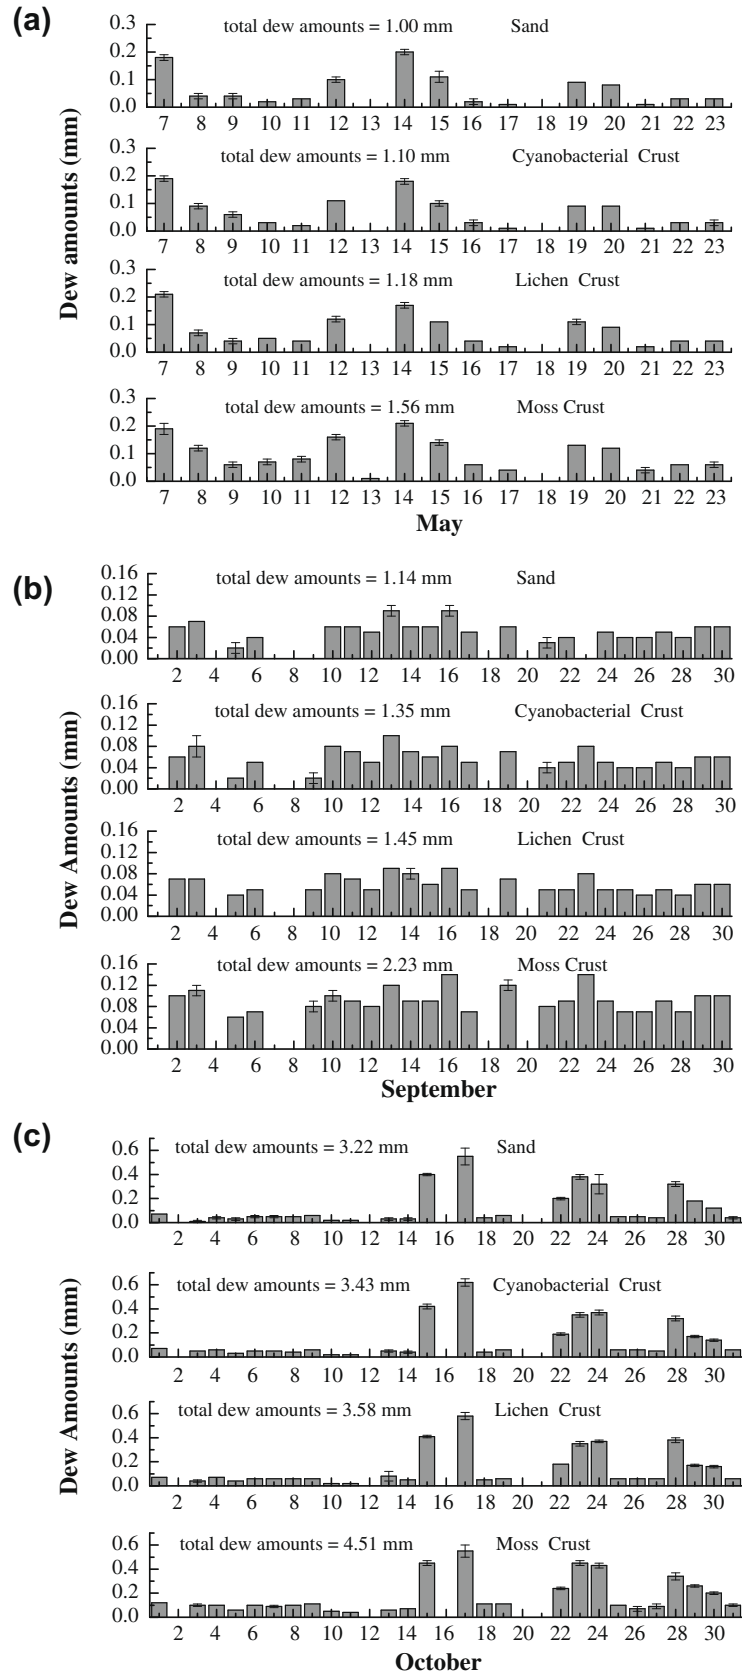 (a)
total dew amounts = 1.00 mm Sand
0.3
0.2
0.1
0.0
7 8 9 10 11 12 13 14 15 16 17 18 19 20 21 22 23
total dew amounts = 1.10 mm Cyanobacterial Crust
0.3
0.2
0.1
0.0
7 8 9 10 11 12 13 14 15 16 17 18 19 20 21 22 23
total dew amounts = 1.18 mm Lichen Crust
0.3
0.2
0.1
0.0
7 8 9 10 11 12 13 14 15 16 17 18 19 20 21 22 23
total dew amounts = 1.56 mm Moss Crust
0.3
0.2
0.1
0.0
7 8 9 10 11 12 13 14 15 16 17 18 19 20 21 22 23
Dew amounts (mm)
May
(b)
total dew amounts = 1.14 mm Sand
0.16
0.12
0.08
0.04
0.00
2 4 6 8 10 12 14 16 18 20 22 24 26 28 30
total dew amounts = 1.35 mm Cyanobacterial Crust
0.16
0.12
0.08
0.04
0.00
2 4 6 8 10 12 14 16 18 20 22 24 26 28 30
total dew amounts = 1.45 mm Lichen Crust
0.16
0.12
0.08
0.04
0.00
2 4 6 8 10 12 14 16 18 20 22 24 26 28 30
total dew amounts = 2.23 mm Moss Crust
0.16
0.12
0.08
0.04
0.00
2 4 6 8 10 12 14 16 18 20 22 24 26 28 30
Dew Amounts (mm)
September
(c)
total dew amounts = 3.22 mm Sand
0.6
0.4
0.2
0.0
2 4 6 8 10 12 14 16 18 20 22 24 26 28 30
total dew amounts = 3.43 mm Cyanobacterial Crust
0.6
0.4
0.2
0.0
2 4 6 8 10 12 14 16 18 20 22 24 26 28 30
total dew amounts = 3.58 mm Lichen Crust
0.6
0.4
0.2
0.0
2 4 6 8 10 12 14 16 18 20 22 24 26 28 30
total dew amounts = 4.51 mm Moss Crust
0.6
0.4
0.2
0.0
2 4 6 8 10 12 14 16 18 20 22 24 26 28 30
Dew Amounts (mm)
October